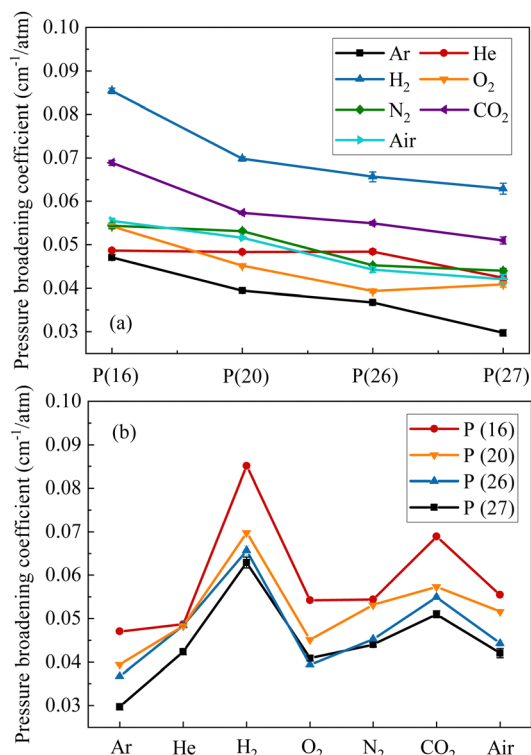 Pressure broadening coefficient (cm⁻¹/atm)
0.10
0.09
0.08
0.07
0.06
0.05
0.04
0.03
Ar He
H₂ O₂
N₂ CO₂
Air
(a)
P(16) P(20) P(26) P(27)
Pressure broadening coefficient (cm⁻¹/atm)
0.10
0.09
0.08
0.07
0.06
0.05
0.04
0.03
(b)
P (16)
P (20)
P (26)
P (27)
Ar He H₂ O₂ N₂ CO₂ Air